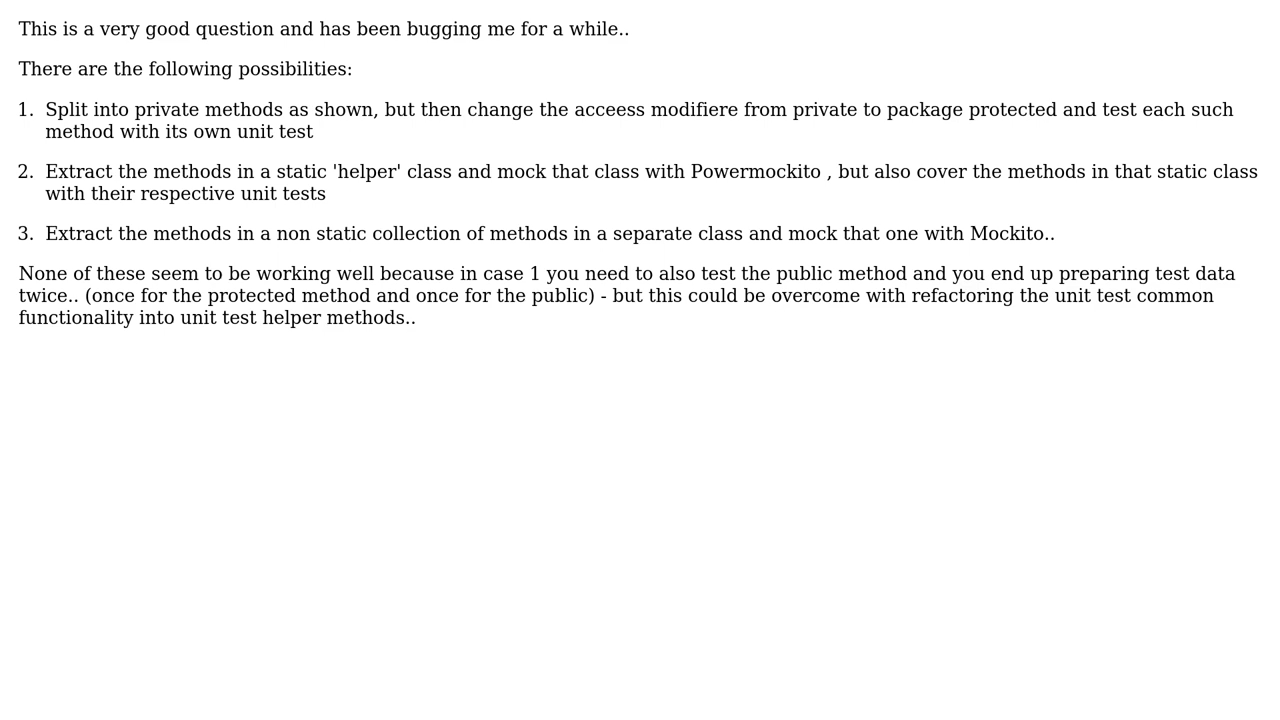 This is a very good question and has been bugging me for a while..
There are the following possibilities:
1. Split into private methods as shown, but then change the acceess modifiere from private to package protected and test each such
method with its own unit test
2. Extract the methods in a static 'helper' class and mock that class with Powermockito , but also cover the methods in that static class
with their respective unit tests
3. Extract the methods in a non static collection of methods in a separate class and mock that one with Mockito..
None of these seem to be working well because in case 1 you need to also test the public method and you end up preparing test data
twice.. (once for the protected method and once for the public) - but this could be overcome with refactoring the unit test common
functionality into unit test helper methods..